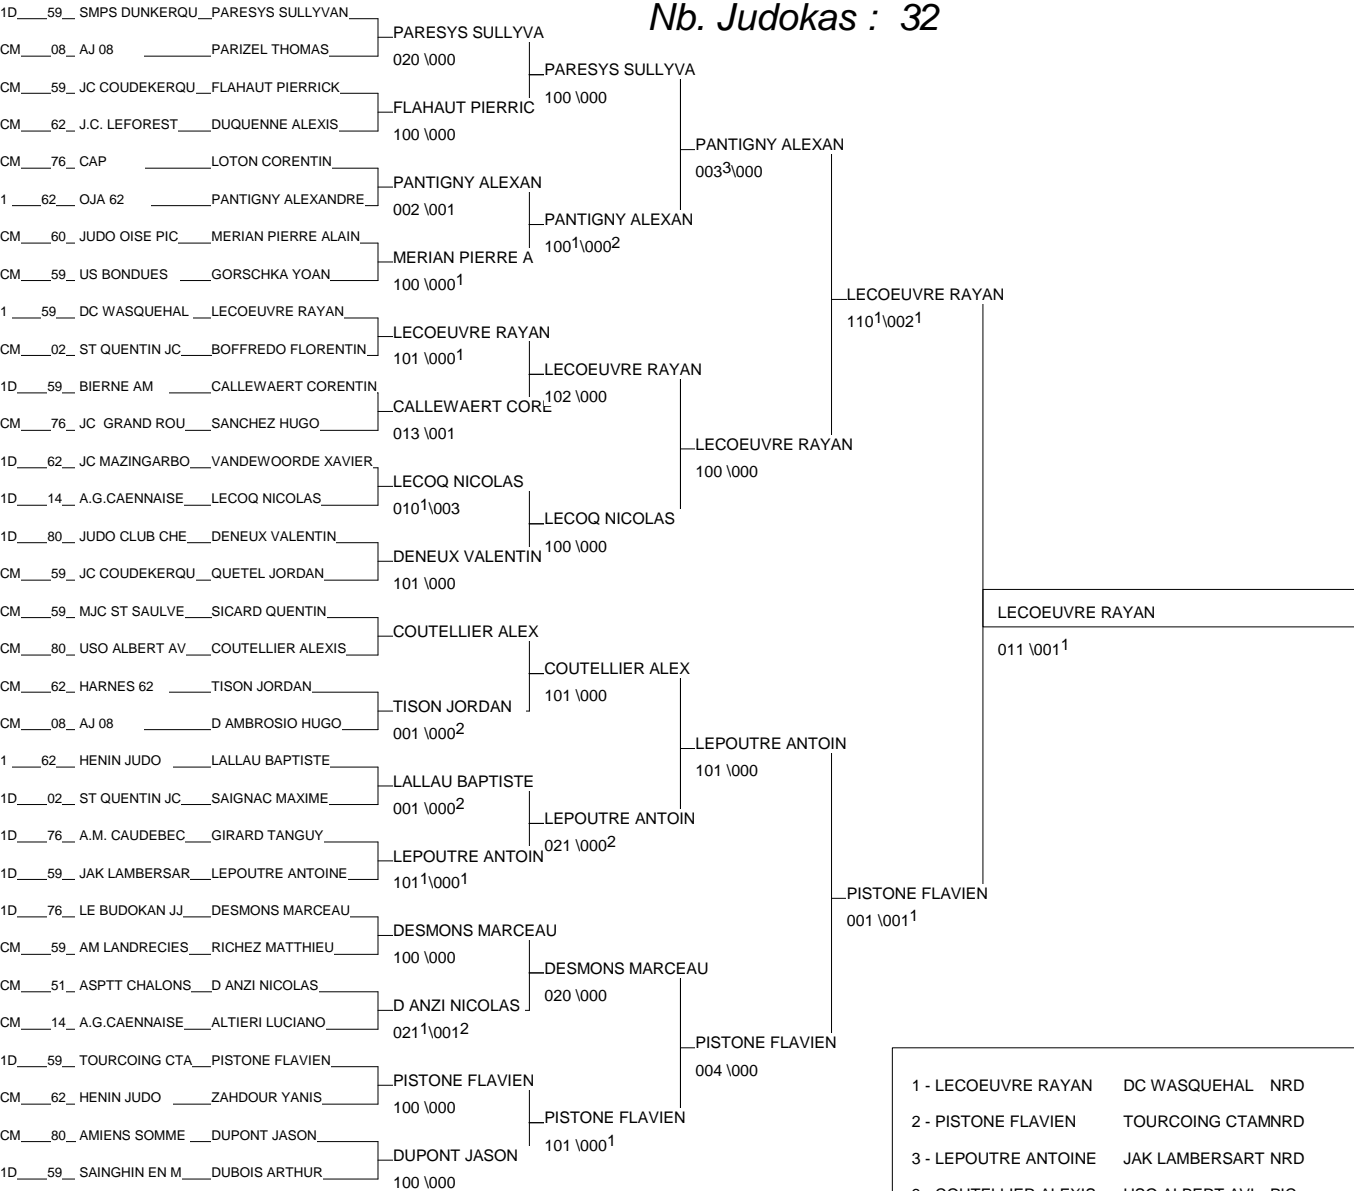 Nb. Judokas : 32
1D 59 SMPS DUNKERQU PARESYS SULLYVAN
CM 08 AJ 08 PARIZEL THOMAS
CM 59 JC COUDEKERQU FLAHAUT PIERRICK
CM 62 J.C. LEFOREST DUQUENNE ALEXIS
CM 76 CAP LOTON CORENTIN
1 62 OJA 62 PANTIGNY ALEXANDRE
CM 60 JUDO OISE PIC MERIAN PIERRE ALAIN
CM 59 US BONDUES GORSCHKA YOAN
1 59 DC WASQUEHAL LECOEUVRE RAYAN
CM 02 ST QUENTIN JC BOFFREDO FLORENTIN
1D 59 BIERNE AM CALLEWAERT CORENTIN
CM 76 JC GRAND ROU SANCHEZ HUGO
1D 62 JC MAZINGARBO VANDEWOORDE XAVIER
1D 14 A.G.CAENNAISE LECOQ NICOLAS
1D 80 JUDO CLUB CHE DENEUX VALENTIN
CM 59 JC COUDEKERQU QUETEL JORDAN
CM 59 MJC ST SAULVE SICARD QUENTIN
CM 80 USO ALBERT AV COUTELLIER ALEXIS
CM 62 HARNES 62 TISON JORDAN
CM 08 AJ 08 D AMBROSIO HUGO
1 62 HENIN JUDO LALLAU BAPTISTE
1D 02 ST QUENTIN JC SAIGNAC MAXIME
1D 76 A.M. CAUDEBEC GIRARD TANGUY
1D 59 JAK LAMBERSAR LEPOUTRE ANTOINE
1D 76 LE BUDOKAN JJ DESMONS MARCEAU
CM 59 AM LANDRECIES RICHEZ MATTHIEU
CM 51 ASPTT CHALONS D ANZI NICOLAS
CM 14 A.G.CAENNAISE ALTIERI LUCIANO
1D 59 TOURCOING CTA PISTONE FLAVIEN
CM 62 HENIN JUDO ZAHDOUR YANIS
CM 80 AMIENS SOMME DUPONT JASON
1D 59 SAINGHIN EN M DUBOIS ARTHUR
PARESYS SULLYVA
020 \000
FLAHAUT PIERRIC
100 \000
PANTIGNY ALEXAN
002 \001
MERIAN PIERRE A
100 \000¹
LECOEUVRE RAYAN
101 \000¹
CALLEWAERT CORE
013 \001
LECOQ NICOLAS
010¹\003
DENEUX VALENTIN
101 \000
COUTELLIER ALEX
TISON JORDAN
001 \000²
LALLAU BAPTISTE
001 \000²
LEPOUTRE ANTOIN
101¹\000¹
DESMONS MARCEAU
100 \000
D ANZI NICOLAS
021¹\001²
PISTONE FLAVIEN
100 \000
DUPONT JASON
100 \000
PARESYS SULLYVA
100 \000
PANTIGNY ALEXAN
100¹\000²
LECOEUVRE RAYAN
102 \000
LECOQ NICOLAS
100 \000
COUTELLIER ALEX
101 \000
LEPOUTRE ANTOIN
021 \000²
DESMONS MARCEAU
020 \000
PISTONE FLAVIEN
101 \000¹
PANTIGNY ALEXAN
003³\000
LECOEUVRE RAYAN
100 \000
LEPOUTRE ANTOIN
101 \000
PISTONE FLAVIEN
004 \000
LECOEUVRE RAYAN
110¹\002¹
PISTONE FLAVIEN
001 \001¹
LECOEUVRE RAYAN
011 \001¹
1 - LECOEUVRE RAYAN DC WASQUEHAL NRD
2 - PISTONE FLAVIEN TOURCOING CTAMNRD
3 - LEPOUTRE ANTOINE JAK LAMBERSART NRD